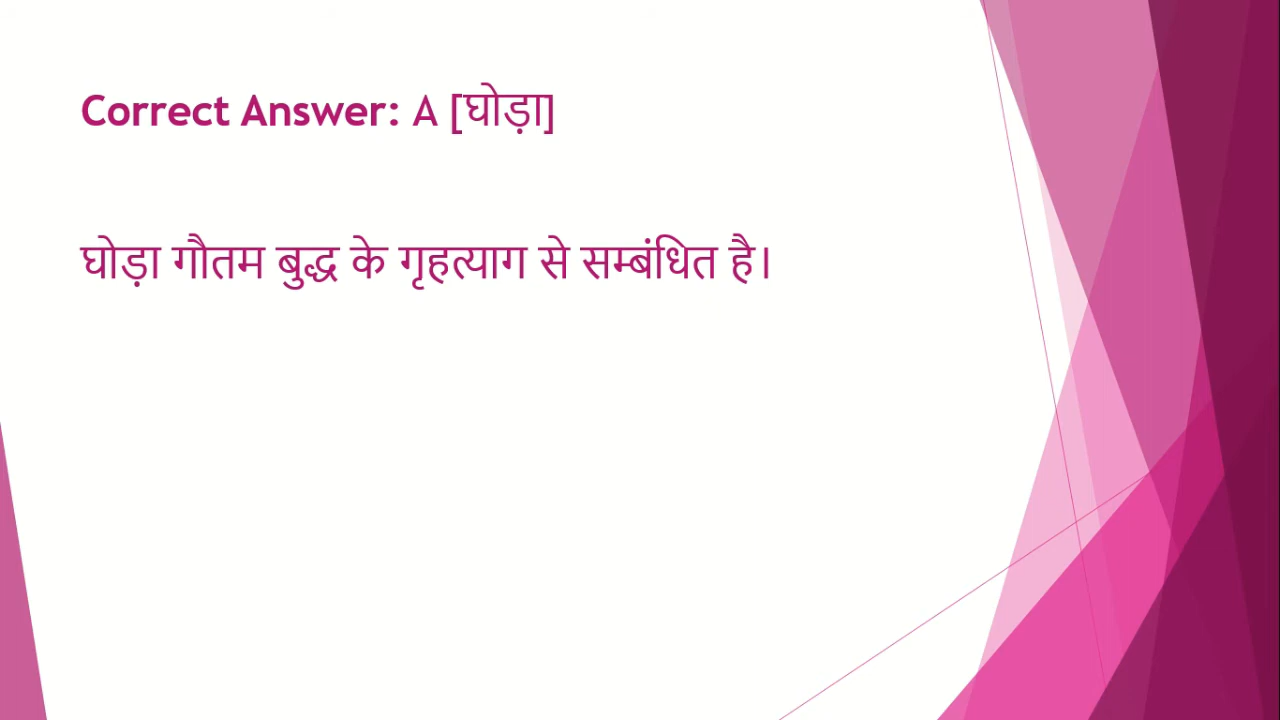 Correct Answer: A [घोड़ा]
घोड़ा गौतम बुद्ध के गृहत्याग से सम्बंधित है।